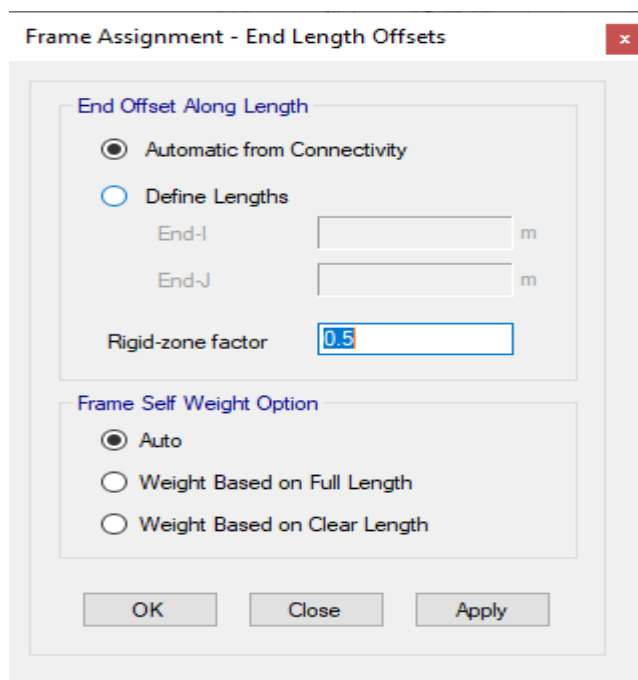 Frame Assignment - End Length Offsets
x
End Offset Along Length
Automatic from Connectivity
Define Lengths
End-I m
End-J m
Rigid-zone factor 0.5
Frame Self Weight Option
Auto
Weight Based on Full Length
Weight Based on Clear Length
OK Close Apply